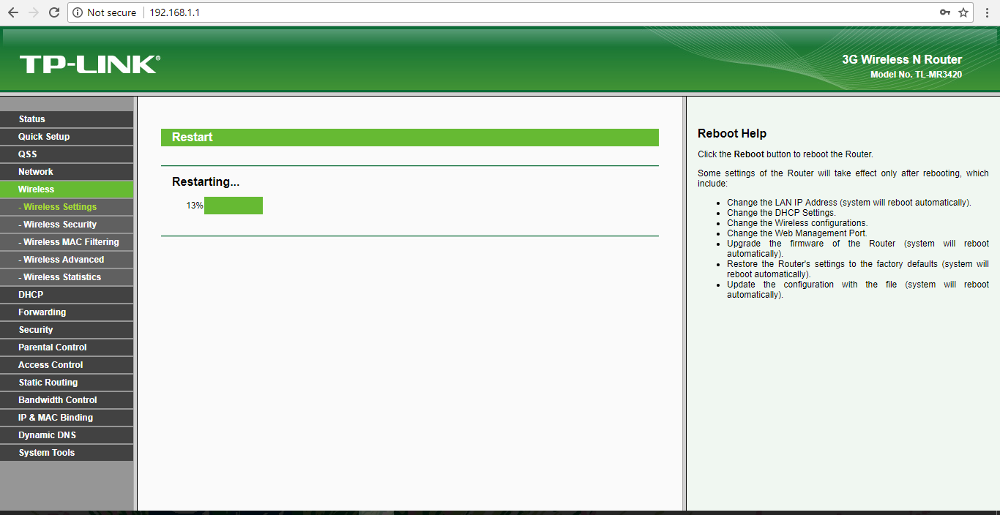 Not secure 192.168.1.1
TP-LINK®
3G Wireless N Router
Model No. TL-MR3420
Status
Quick Setup
QSS
Network
Wireless
- Wireless Settings
- Wireless Security
- Wireless MAC Filtering
- Wireless Advanced
- Wireless Statistics
DHCP
Forwarding
Security
Parental Control
Access Control
Static Routing
Bandwidth Control
IP & MAC Binding
Dynamic DNS
System Tools
Restart
Restarting...
13%
Reboot Help
Click the Reboot button to reboot the Router.
Some settings of the Router will take effect only after rebooting, which
include:
• Change the LAN IP Address (system will reboot automatically).
• Change the DHCP Settings.
• Change the Wireless configurations.
• Change the Web Management Port.
• Upgrade the firmware of the Router (system will reboot
automatically).
• Restore the Router's settings to the factory defaults (system will
reboot automatically).
• Update the configuration with the file (system will reboot
automatically).